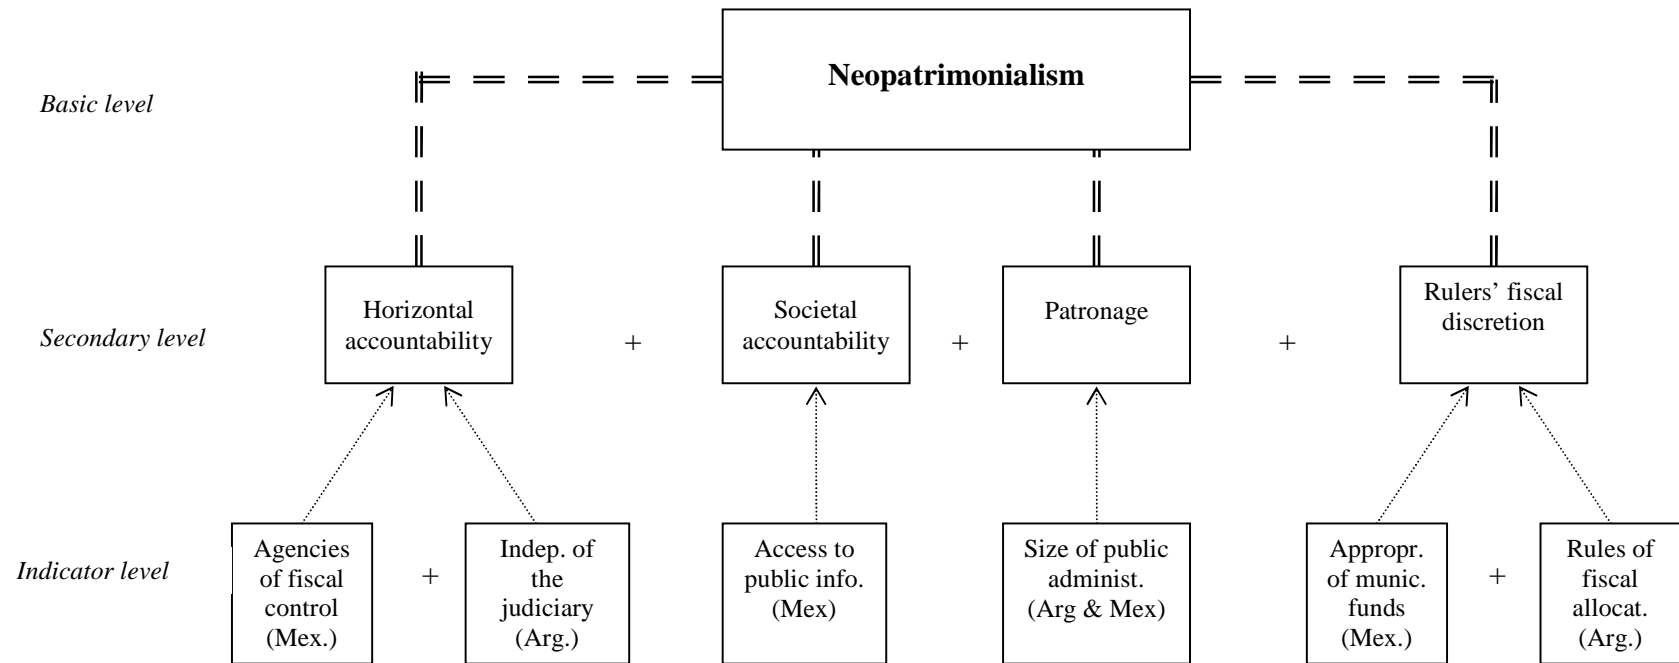 Neopatrimonialism
Basic level
Horizontal
accountability
Societal
accountability
Patronage
Rulers’ fiscal
discretion
Secondary level
+
+
+
Agencies
of fiscal
control
(Mex.)
+
Indep. of
the
judiciary
(Arg.)
Access to
public info.
(Mex)
Size of public
administ.
(Arg & Mex)
Appropr.
of munic.
funds
(Mex.)
+
Rules of
fiscal
allocat.
(Arg.)
Indicator level